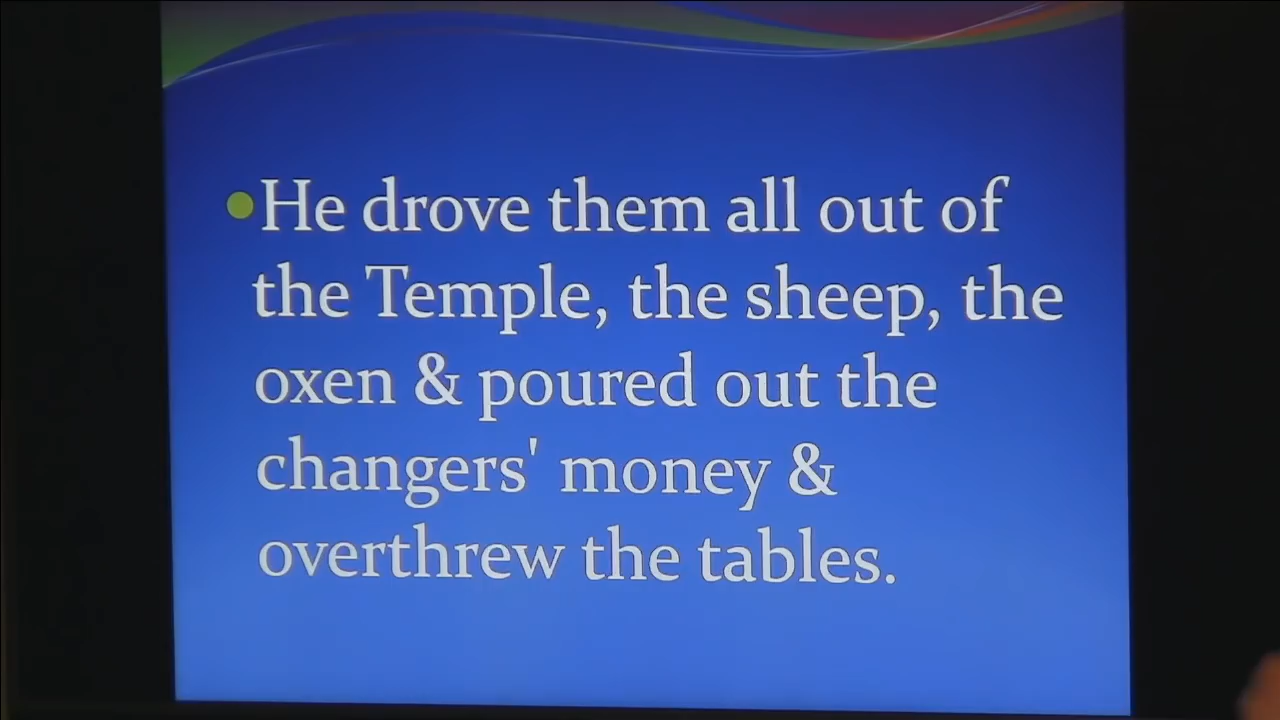 He drove them all out of
the Temple, the sheep, the
oxen & poured out the
changers' money &
overthrew the tables.